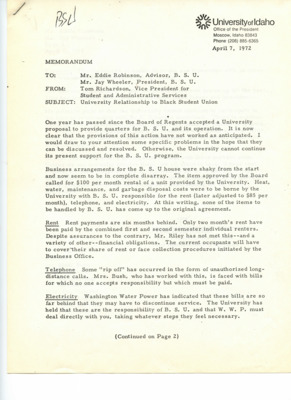 BSU
University of Idaho
Office of the President
Moscow, Idaho 83843
Phone (208) 885-6365
April 7, 1972
MEMORANDUM
TO: Mr. Eddie Robinson, Advisor, B. S. U.
Mr. Jay Wheeler, President, B. S. U.
FROM: Tom Richardson, Vice President for
Student and Administrative Services
SUBJECT: University Relationship to Black Student Union
One year has passed since the Board of Regents accepted a University
proposal to provide quarters for B. S. U. and its operation. It is now
clear that the provisions of this action have not worked as anticipated. I
would draw to your attention some specific problems in the hope that they
can be discussed and resolved. Otherwise, the University cannot continue
its present support for the B. S. U. program.
Business arrangements for the B. S. U house were shaky from the start
and now seem to be in complete disarray. The item approved by the Board
called for $100 per month rental of a unit provided by the University. Heat,
water, maintenance, and garbage disposal costs were to be borne by the
University with B. S. U. responsible for the rent (later adjusted to $85 per
month), telephone, and electricity. At this writing, some of the items
to be handled by B. S. U. has come up to the original agreement.
Rent Rent payments are six months behind. Only two month's rent have
been paid by the combined first and second semester individual renters.
Despite assurances to the contrary, Mr. Riley has not met this--and a
variety of other--financial obligations. The current occupants will have
to cover their share of rent or face collection procedures initiated by the
Business Office.
Telephone Some "rip off" has occurred in the form of unauthorized long-
distance calls. Mrs. Bush, who has worked with this, is faced with bills
for which no one accepts responsibility but which must be paid.
Electricity Washington Water Power has indicated that these bills are so
far behind that they may have to discontinue service. The University has
held that these are the responsibility of B. S. U. and that W. W. P. must
deal directly with you, taking whatever steps they feel necessary.
(Continued on Page 2)